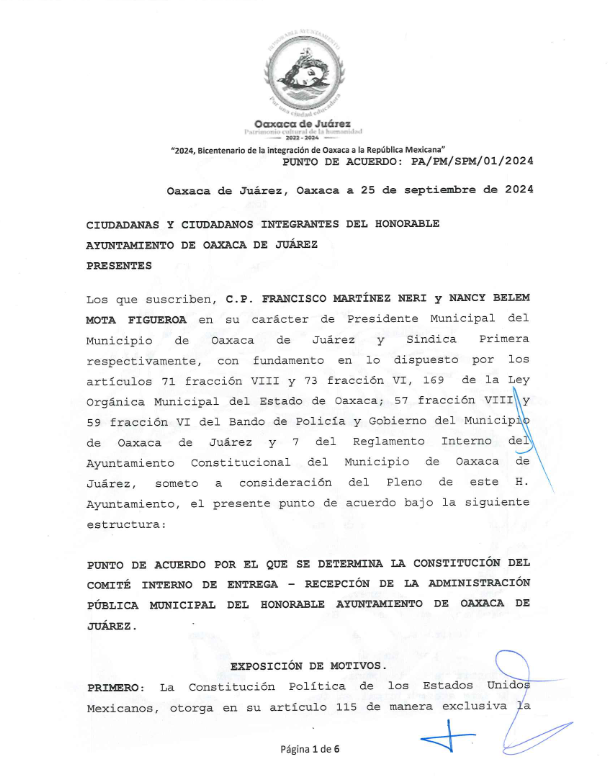 HONORABLE AYUNTAMIENTO
Por una ciudad educadora
Oaxaca de Juárez
Patrimonio cultural de la humanidad
2022 - 2024
"2024, Bicentenario de la integración de Oaxaca a la República Mexicana"
PUNTO DE ACUERDO: PA/PM/SPM/01/2024
Oaxaca de Juárez, Oaxaca a 25 de septiembre de 2024
CIUDADANAS Y CIUDADANOS INTEGRANTES DEL HONORABLE
AYUNTAMIENTO DE OAXACA DE JUÁREZ
PRESENTES
Los que suscriben, C.P. FRANCISCO MARTÍNEZ NERI y NANCY BELEM
MOTA FIGUEROA en su carácter de Presidente Municipal del
Municipio de Oaxaca de Juárez y Sindica Primera
respectivamente, con fundamento en lo dispuesto por los
artículos 71 fracción VIII y 73 fracción VI, 169 de la Ley
Orgánica Municipal del Estado de Oaxaca; 57 fracción VIII y
59 fracción VI del Bando de Policía y Gobierno del Municipio
de Oaxaca de Juárez y 7 del Reglamento Interno del
Ayuntamiento Constitucional del Municipio de Oaxaca de
Juárez, someto a consideración del Pleno de este H.
Ayuntamiento, el presente punto de acuerdo bajo la siguiente
estructura:
PUNTO DE ACUERDO POR EL QUE SE DETERMINA LA CONSTITUCIÓN DEL
COMITÉ INTERNO DE ENTREGA – RECEPCIÓN DE LA ADMINISTRACIÓN
PÚBLICA MUNICIPAL DEL HONORABLE AYUNTAMIENTO DE OAXACA DE
JUÁREZ.
EXPOSICIÓN DE MOTIVOS.
PRIMERO: La Constitución Política de los Estados Unidos
Mexicanos, otorga en su artículo 115 de manera exclusiva la
Página 1 de 6